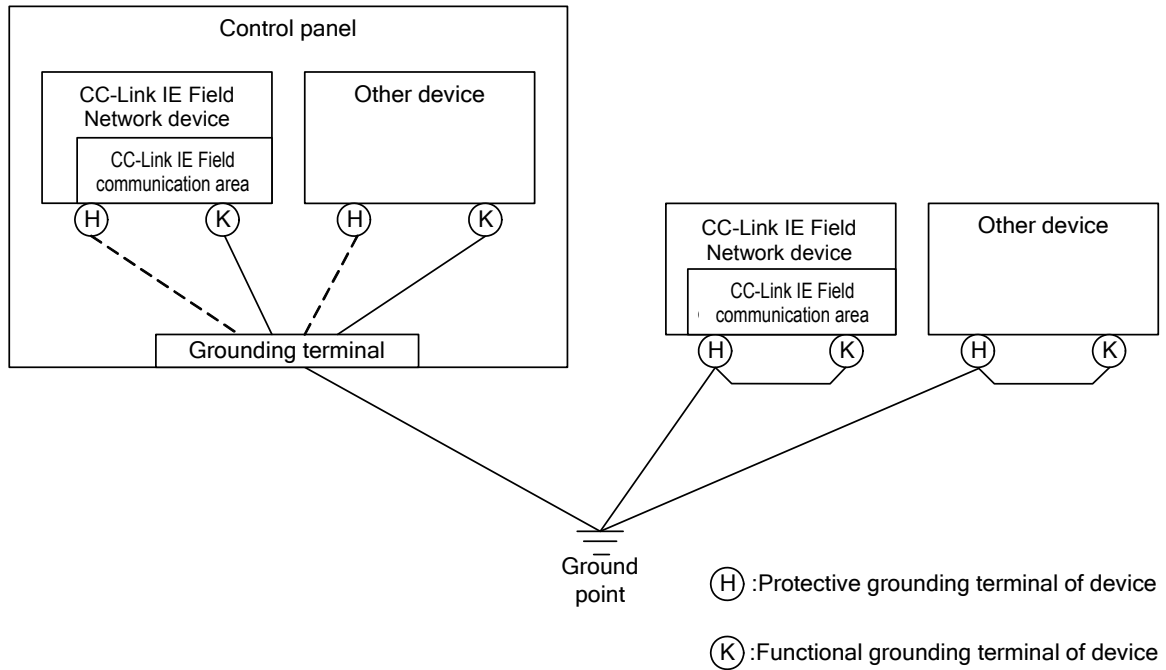 Control panel
CC-Link IE Field
Network device
CC-Link IE Field
communication area
H
K
Other device
H
K
Grounding terminal
CC-Link IE Field
Network device
CC-Link IE Field
communication area
H
K
Other device
H
K
Ground
point
H :Protective grounding terminal of device
K :Functional grounding terminal of device